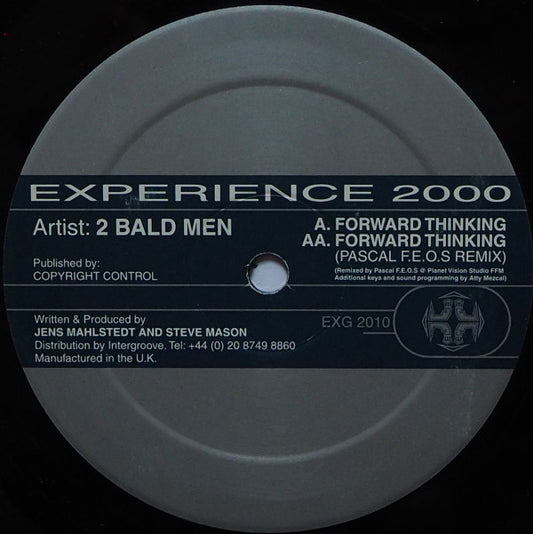 EXPERIENCE 2000
Artist: 2 BALD MEN
Published by:
COPYRIGHT CONTROL
A. FORWARD THINKING
AA. FORWARD THINKING
(PASCAL F.E.O.S REMIX)
(Remixed by Pascal F.E.O.S @ Planet Vision Studio FFM
Additional keys and sound programming by Atty Mezcal)
Written & Produced by
JENS MAHLSTEDT AND STEVE MASON
Distribution by Intergroove. Tel: +44 (0) 20 8749 8860
Manufactured in the U.K.
EXG 2010